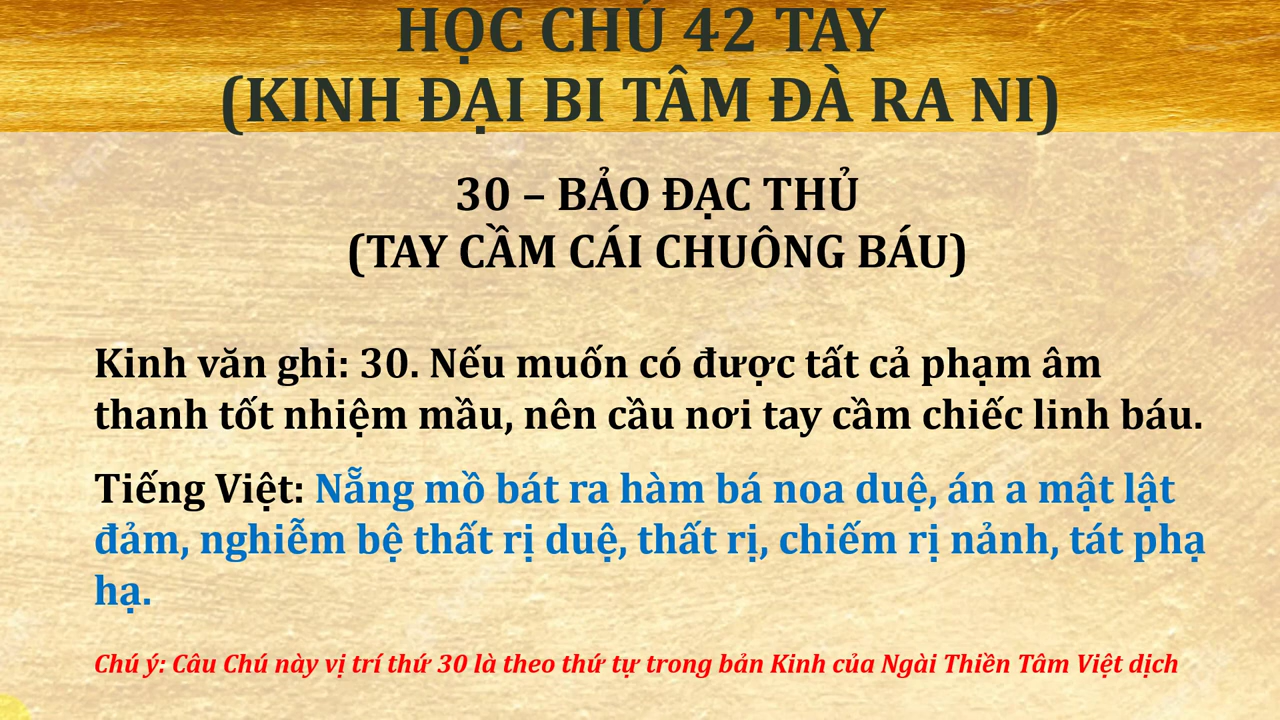 HỌC CHÚ 42 TAY
(KINH ĐẠI BI TÂM ĐÀ RA NI)
30 – BẢO ĐẠC THỦ
(TAY CẦM CÁI CHUÔNG BÁU)
Kinh văn ghi: 30. Nếu muốn có được tất cả phạm âm
thanh tốt nhiệm mầu, nên cầu nơi tay cầm chiếc linh báu.
Tiếng Việt: Nẵng mồ bát ra hàm bá noa duệ, án a mật lật
đảm, nghiễm bệ thất rị duệ, thất rị, chiếm rị nảnh, tát phạ
hạ.
Chú ý: Câu Chú này vị trí thứ 30 là theo thứ tự trong bản Kinh của Ngài Thiền Tâm Việt dịch